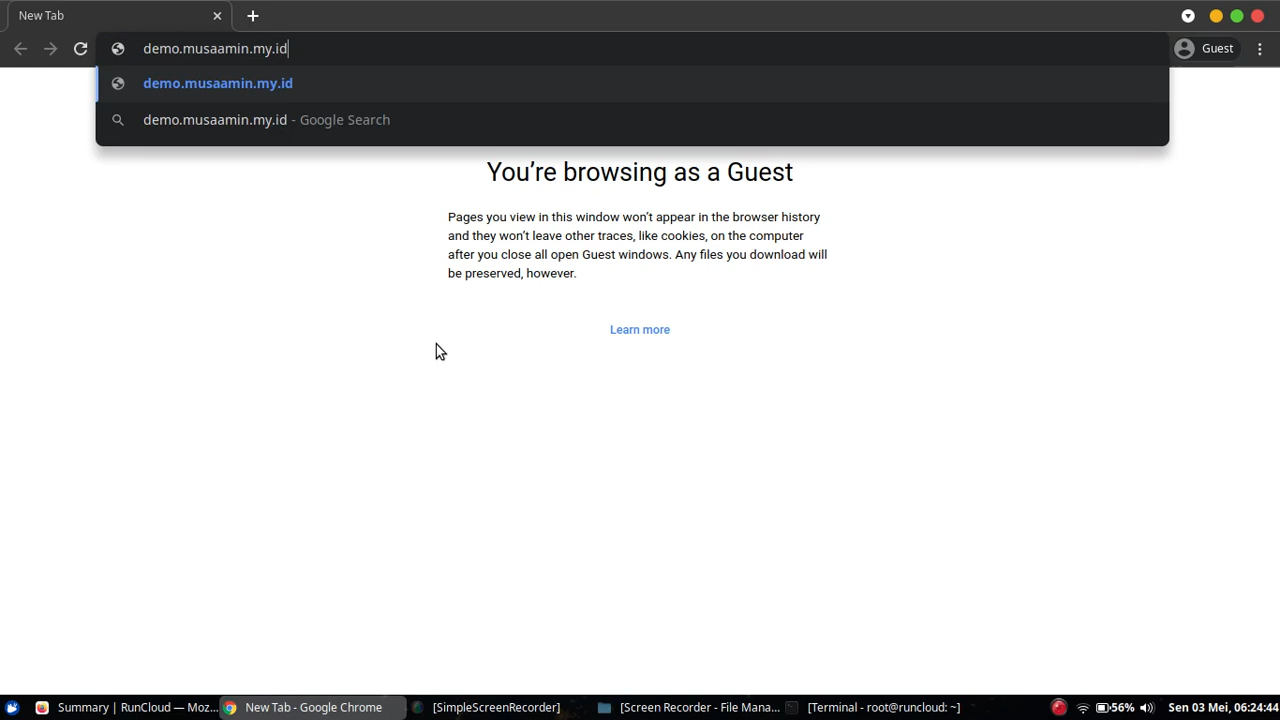 New Tab
demo.musaamin.my.id
Guest
demo.musaamin.my.id
demo.musaamin.my.id - Google Search
You’re browsing as a Guest
Pages you view in this window won’t appear in the browser history
and they won’t leave other traces, like cookies, on the computer
after you close all open Guest windows. Any files you download will
be preserved, however.
Learn more
Summary | RunCloud — Moz... New Tab - Google Chrome [SimpleScreenRecorder] [Screen Recorder - File Mana... [Terminal - root@runcloud: ~] 56% Sen 03 Mei, 06:24:44